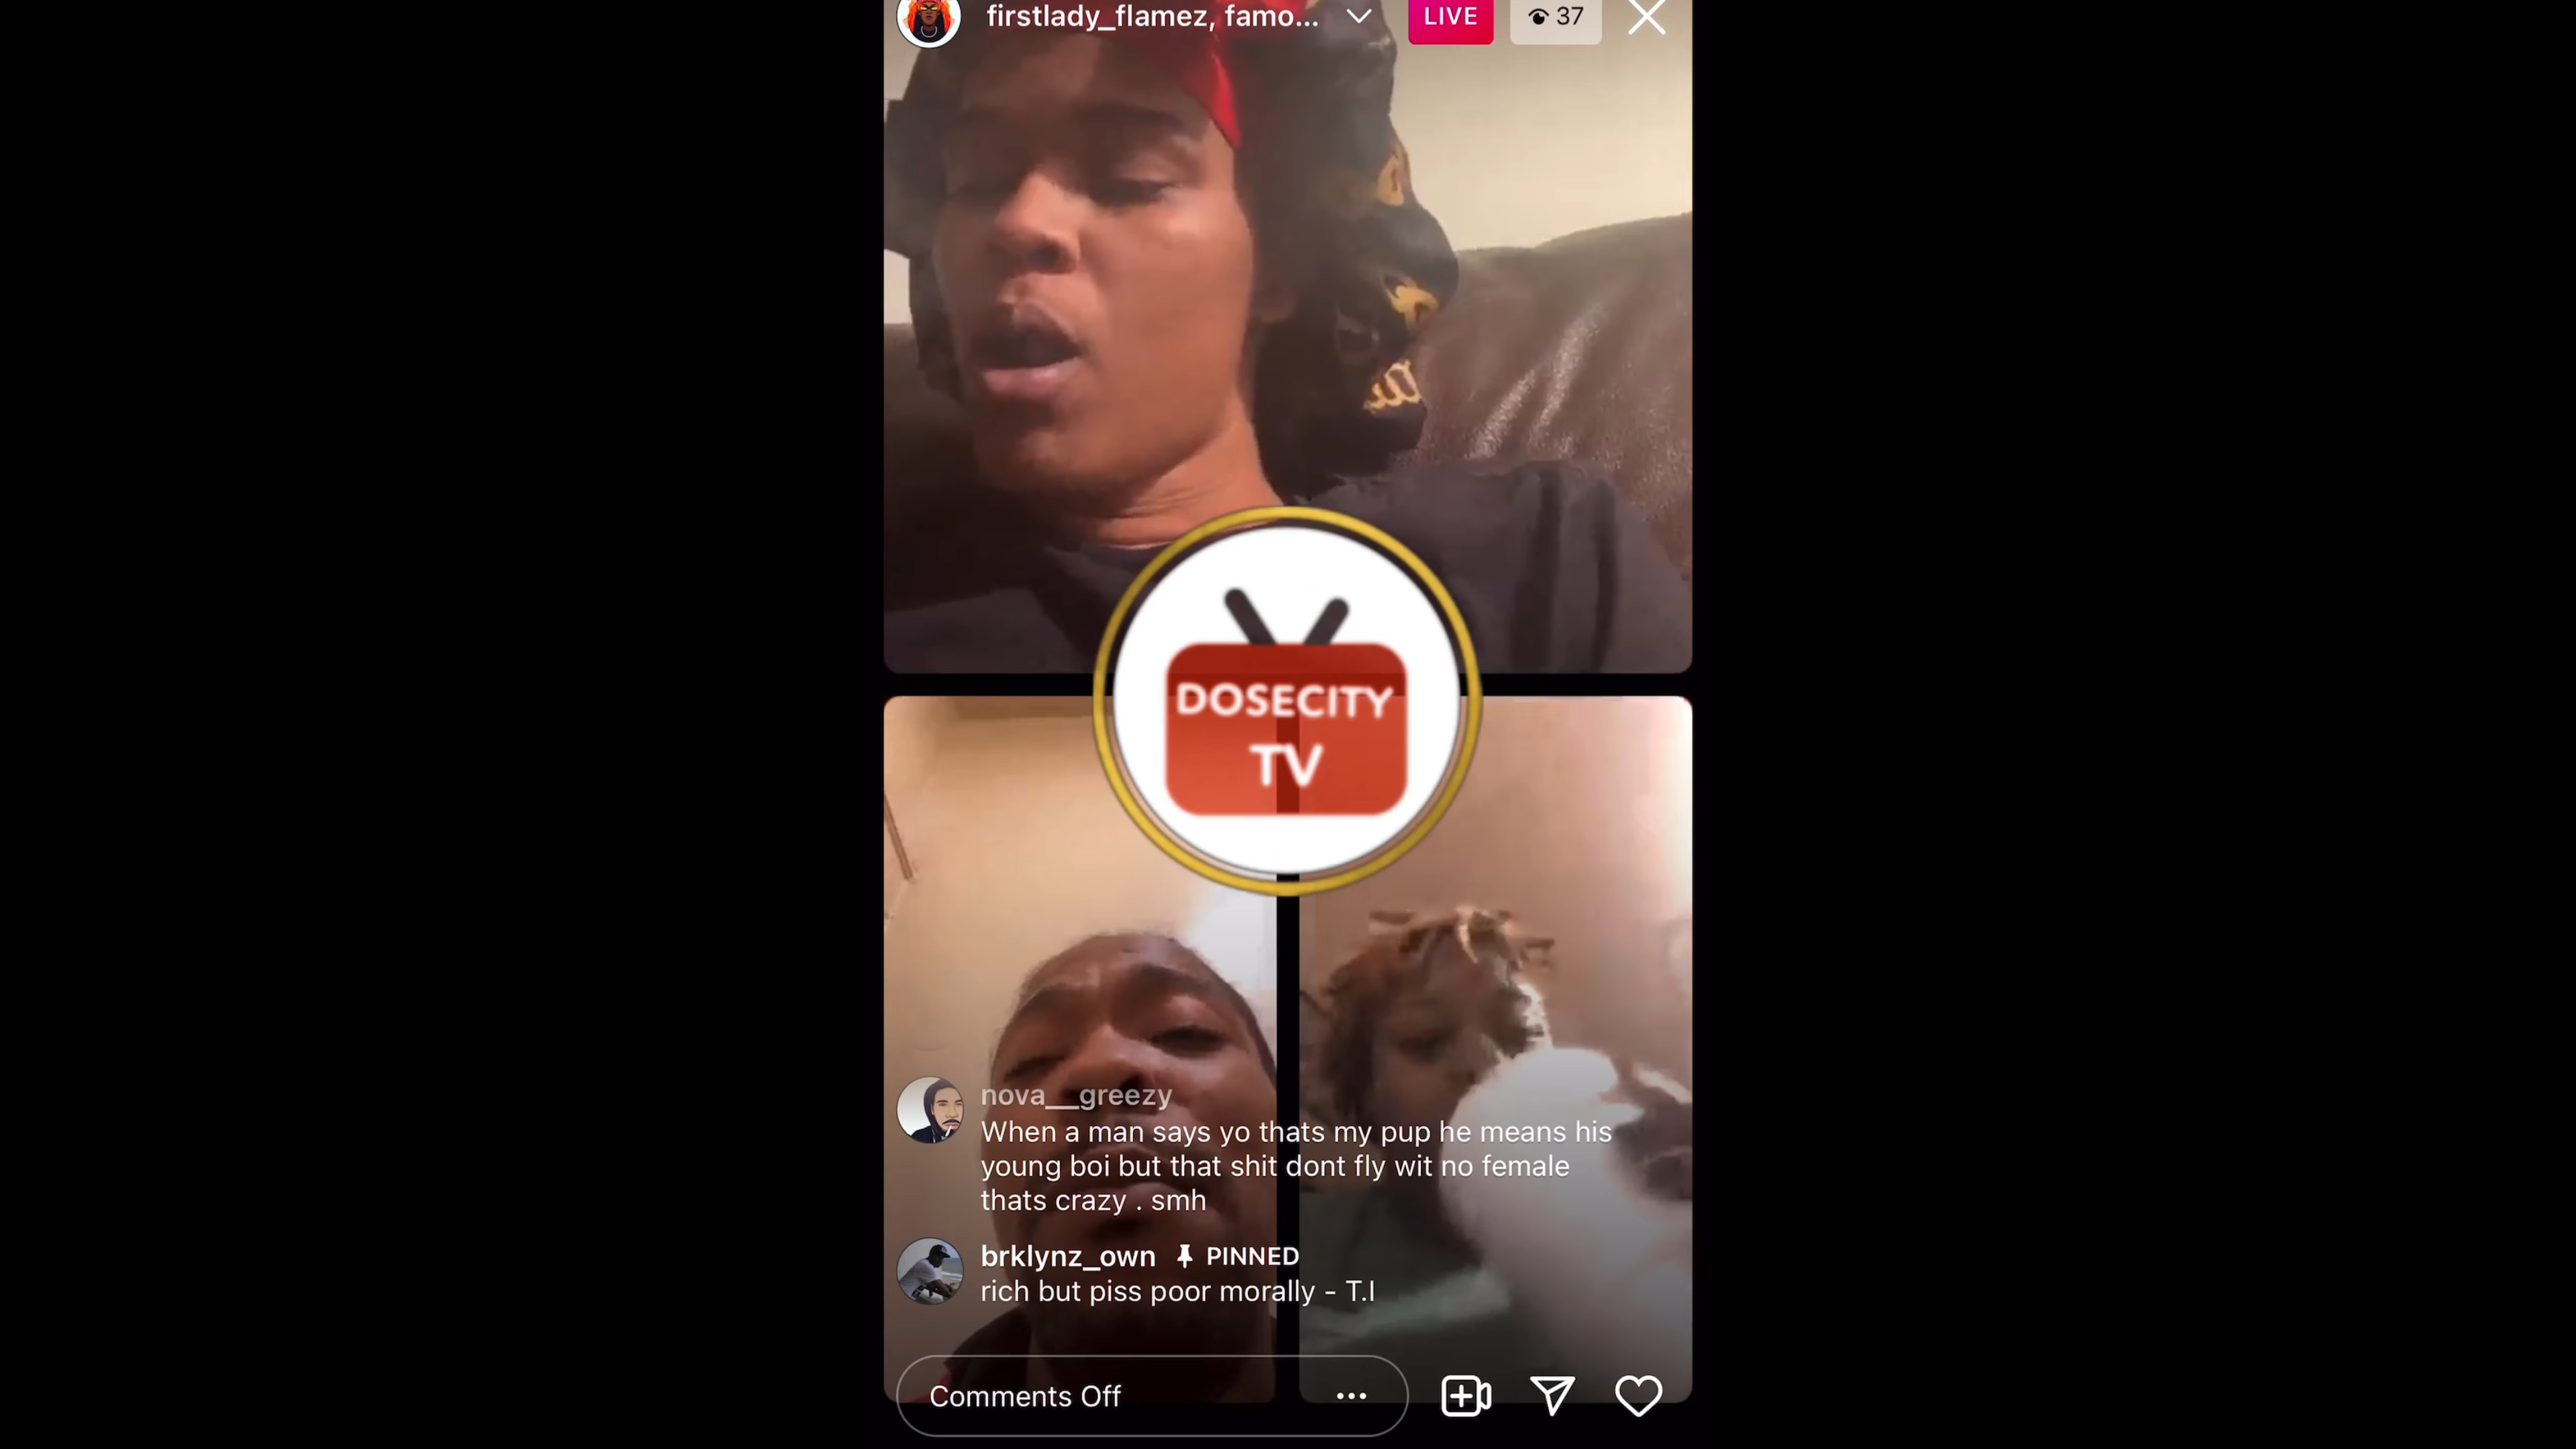 firstlady_flamez, famo...
LIVE
37
DOSECITY
TV
nova__greezy
When a man says yo thats my pup he means his
young boi but that shit dont fly wit no female
thats crazy . smh
brklynz_own PINNED
rich but piss poor morally - T.I
Comments Off